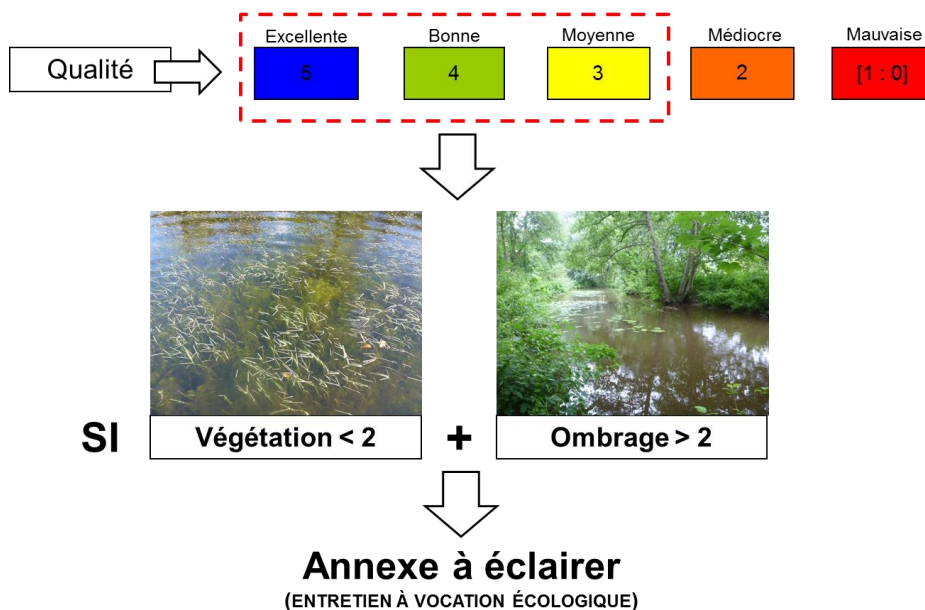 Excellente Bonne Moyenne Médiocre Mauvaise
Qualité 5 4 3 2 [1 : 0]
SI Végétation < 2 + Ombrage > 2
Annexe à éclairer
(ENTRETIEN À VOCATION ÉCOLOGIQUE)